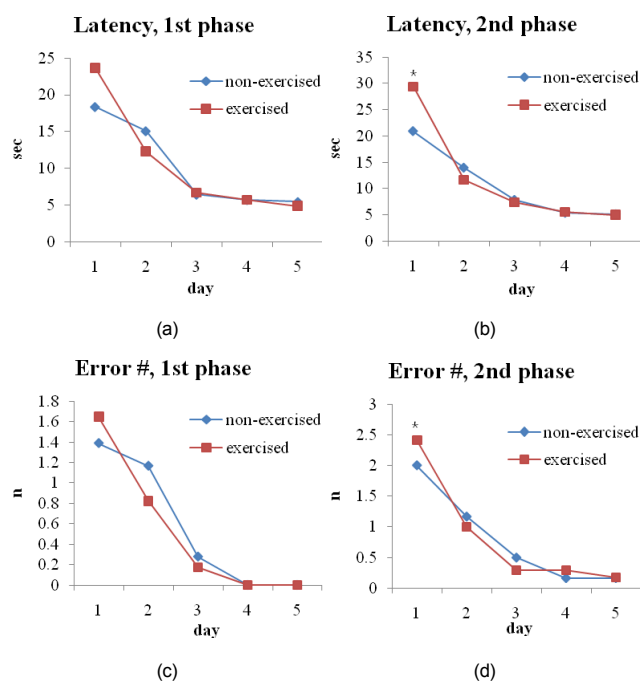 Latency, 1st phase
25
20
15
10
5
0
sec
non-exercised
exercised
1 2 3 4 5
day
(a)
Latency, 2nd phase
35
30
25
20
15
10
5
0
sec
*
non-exercised
exercised
1 2 3 4 5
day
(b)
Error #, 1st phase
1.8
1.6
1.4
1.2
1
0.8
0.6
0.4
0.2
0
n
non-exercised
exercised
1 2 3 4 5
day
(c)
Error #, 2nd phase
3
2.5
2
1.5
1
0.5
0
n
*
non-exercised
exercised
1 2 3 4 5
day
(d)